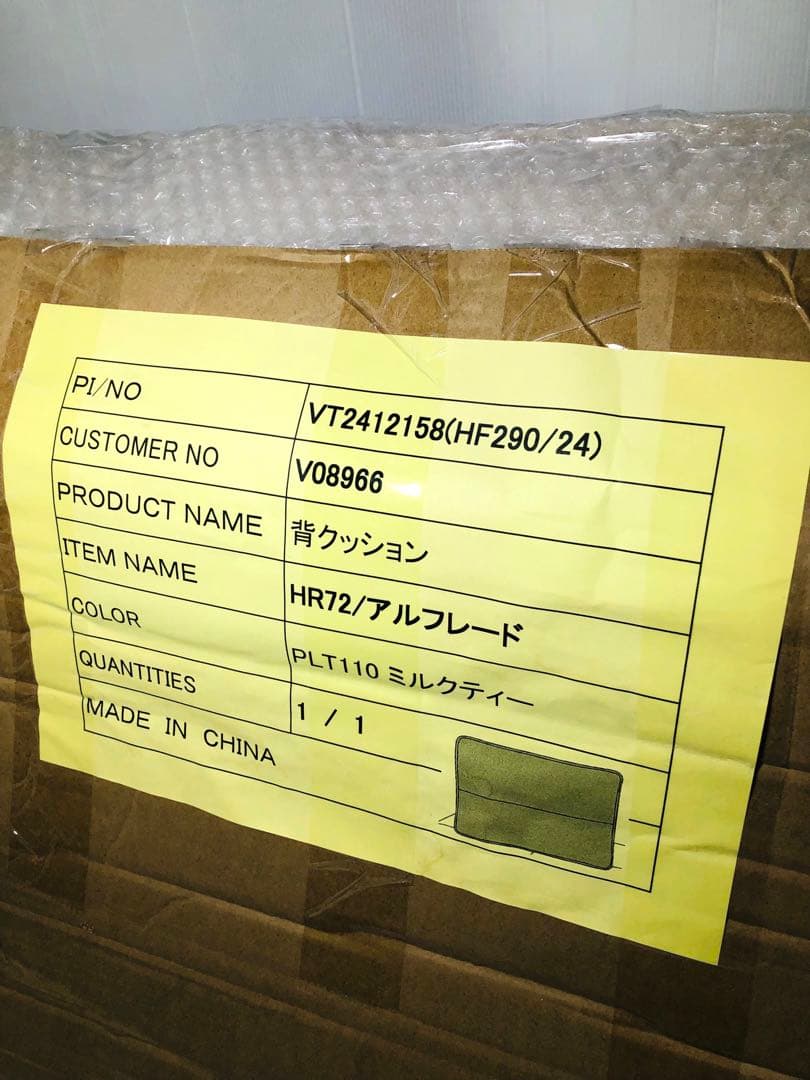 PI/NO VT2412158(HF290/24)
CUSTOMER NO V08966
PRODUCT NAME 背クッション
ITEM NAME HR72/アルフレード
COLOR PLT110 ミルクティー
QUANTITIES 1 / 1
MADE IN CHINA